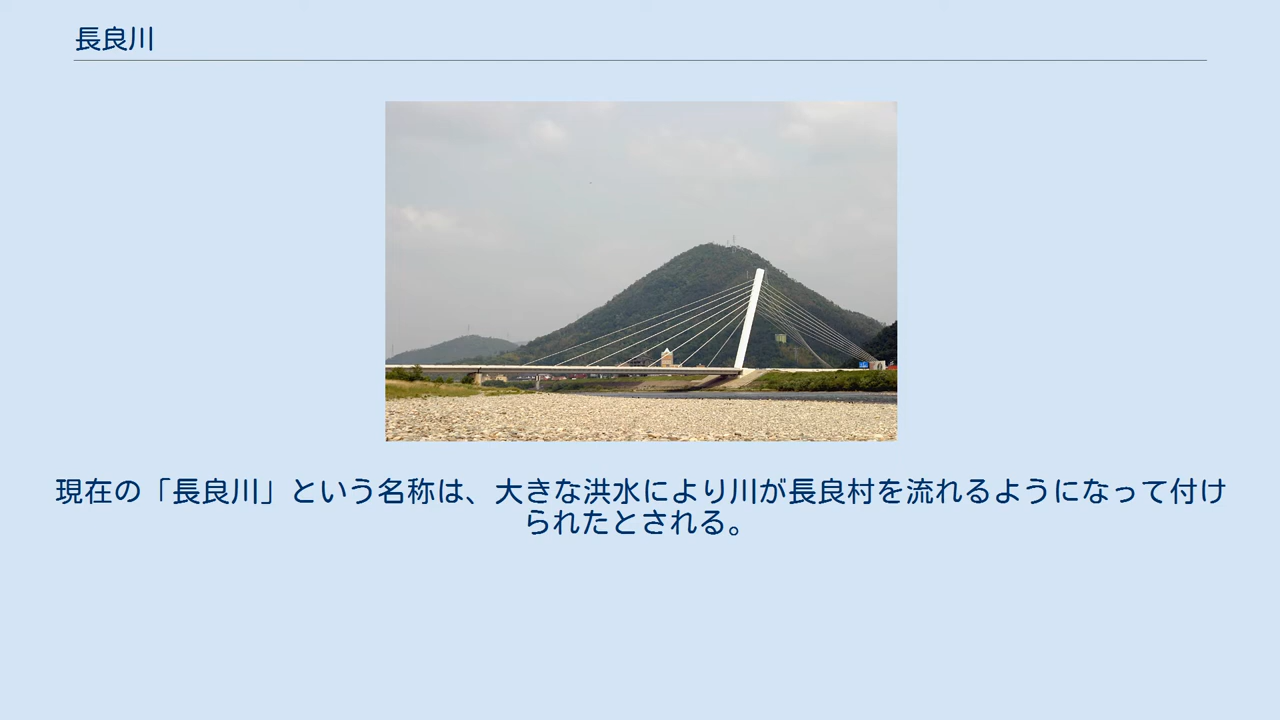 長良川
現在の「長良川」という名称は、大きな洪水により川が長良村を流れるようになって付け
られたとされる。